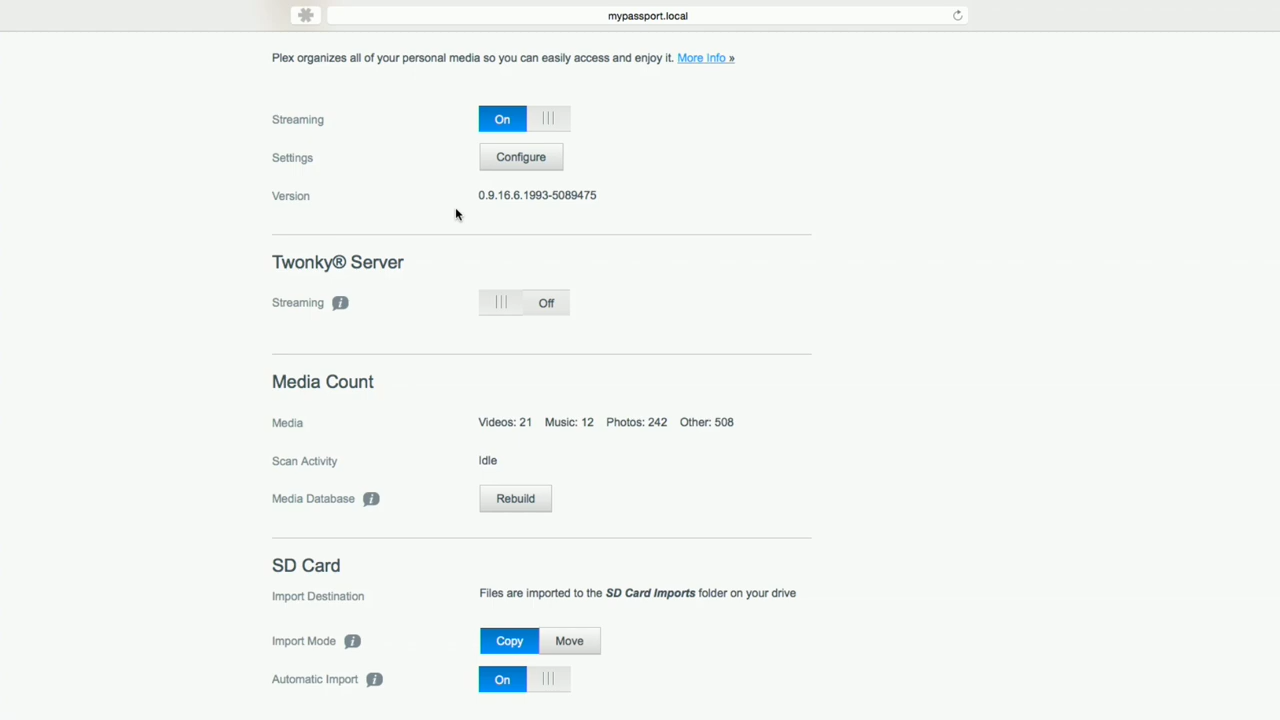 mypassport.local
Plex organizes all of your personal media so you can easily access and enjoy it. More Info »
Streaming On
Settings Configure
Version 0.9.16.6.1993-5089475
Twonky® Server
Streaming i Off
Media Count
Media Videos: 21 Music: 12 Photos: 242 Other: 508
Scan Activity Idle
Media Database i Rebuild
SD Card
Import Destination Files are imported to the SD Card Imports folder on your drive
Import Mode i Copy Move
Automatic Import i On